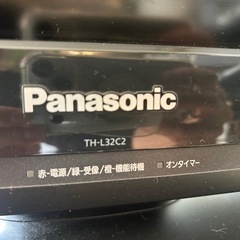 Panasonic
TH-L32C2
■ 赤-電源/緑-受像/橙-機能待機 ■ オンタイマー